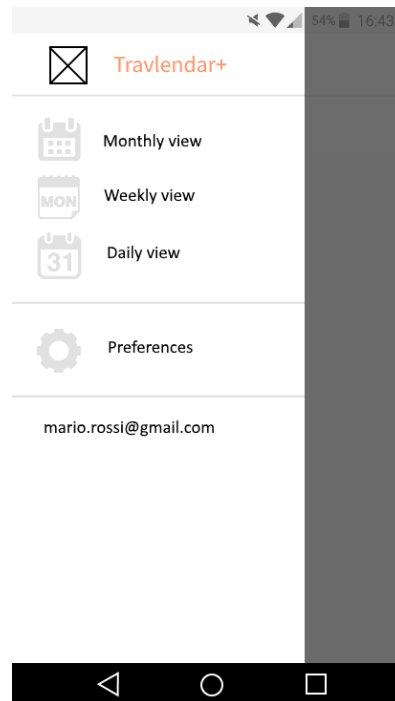 54% 16:43
Travlendar+
Monthly view
MON
Weekly view
31
Daily view
Preferences
mario.rossi@gmail.com